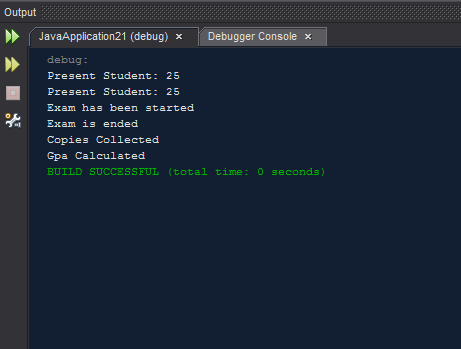 Output
JavaApplication21 (debug) × Debugger Console ×
debug:
Present Student: 25
Present Student: 25
Exam has been started
Exam is ended
Copies Collected
Gpa Calculated
BUILD SUCCESSFUL (total time: 0 seconds)